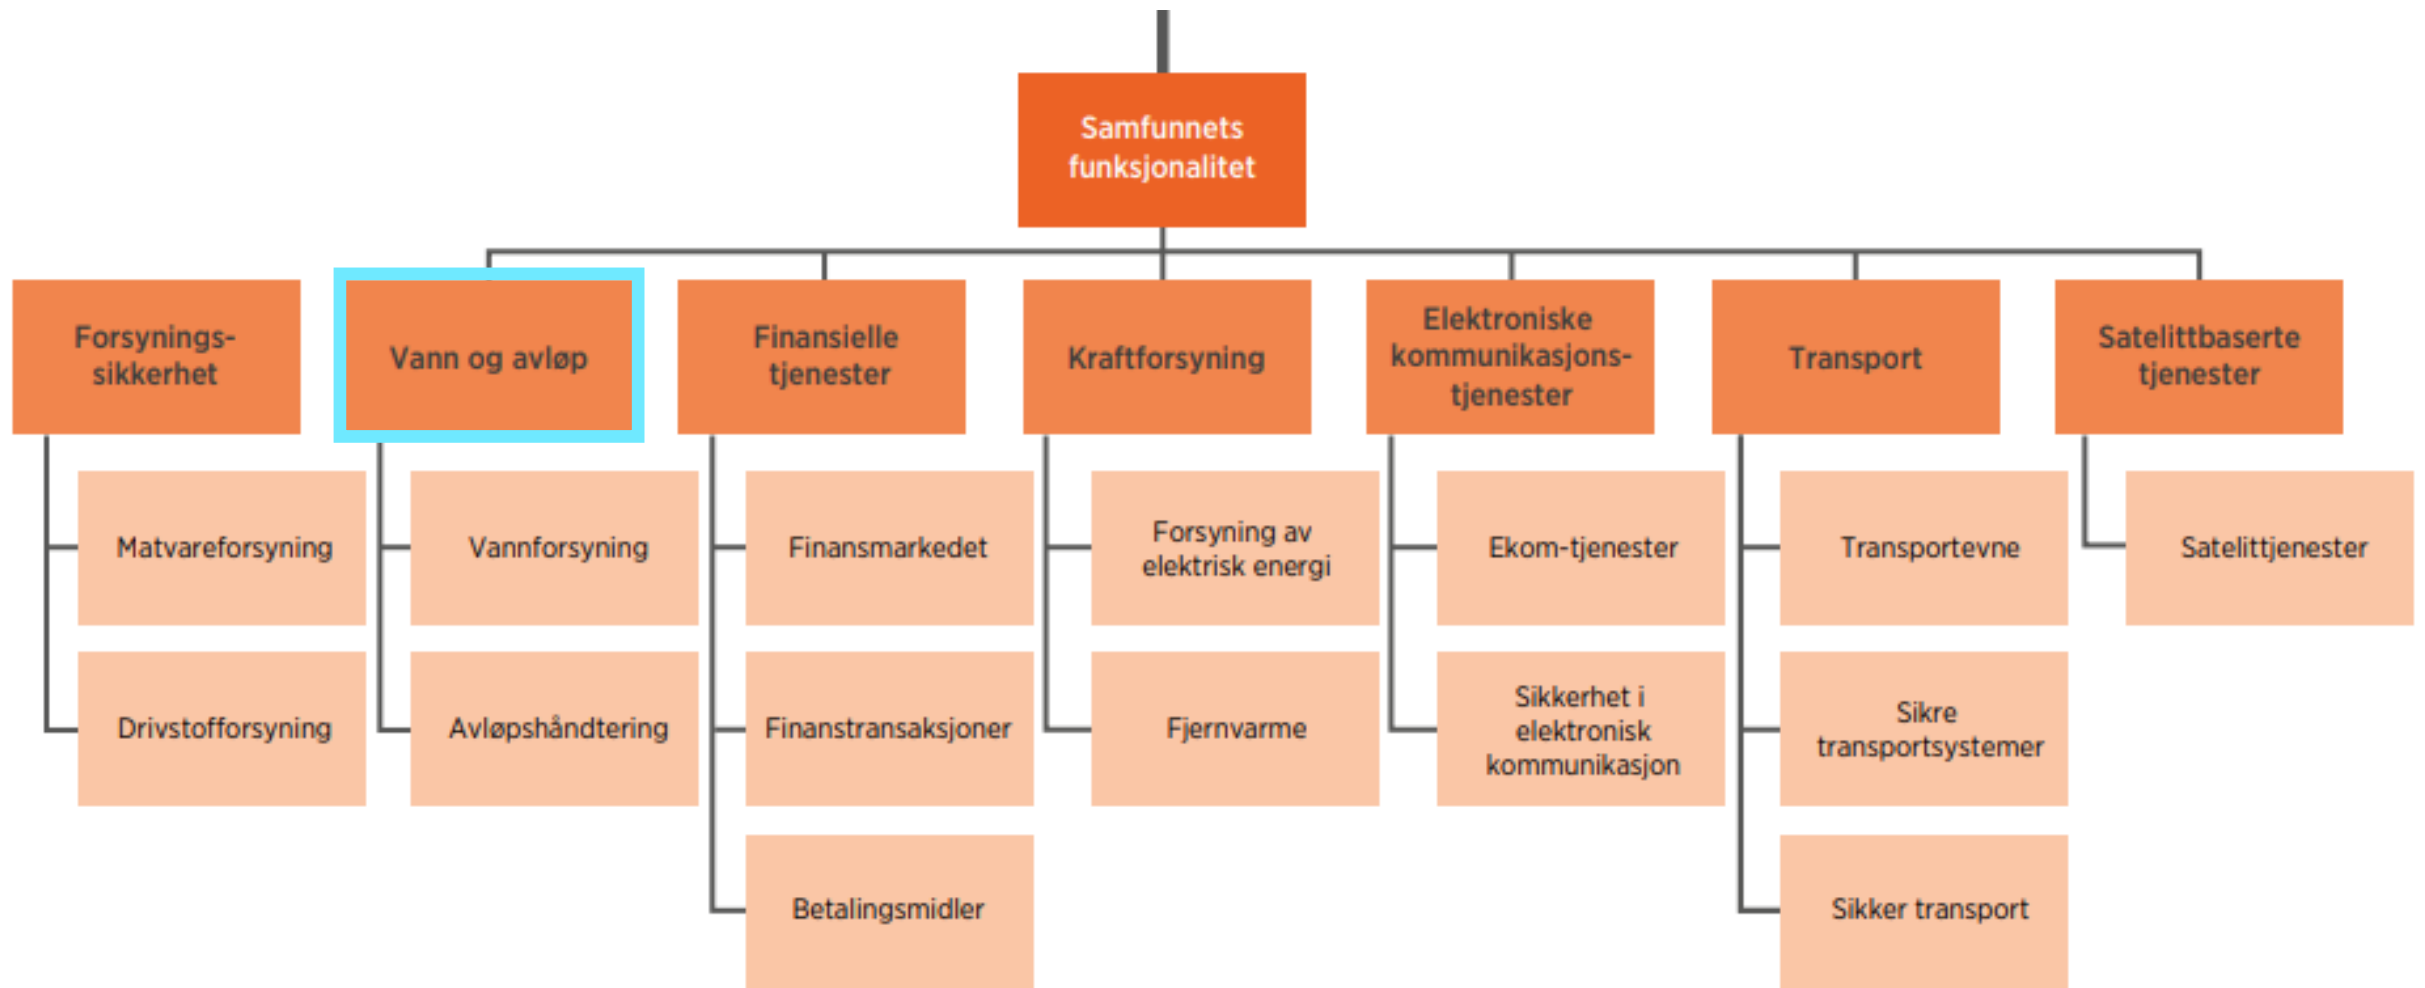 Samfunnets
funksjonalitet
Forsynings-
sikkerhet
Vann og avløp
Finansielle
tjenester
Kraftforsyning
Elektroniske
kommunikasjons-
tjenester
Transport
Satelittbaserte
tjenester
Matvareforsyning
Vannforsyning
Finansmarkedet
Forsyning av
elektrisk energi
Ekom-tjenester
Transportevne
Satelittjenester
Drivstofforsyning
Avløpshåndtering
Finanstransaksjoner
Fjernvarme
Sikkerhet i
elektronisk
kommunikasjon
Sikre
transportsystemer
Betalingsmidler
Sikker transport